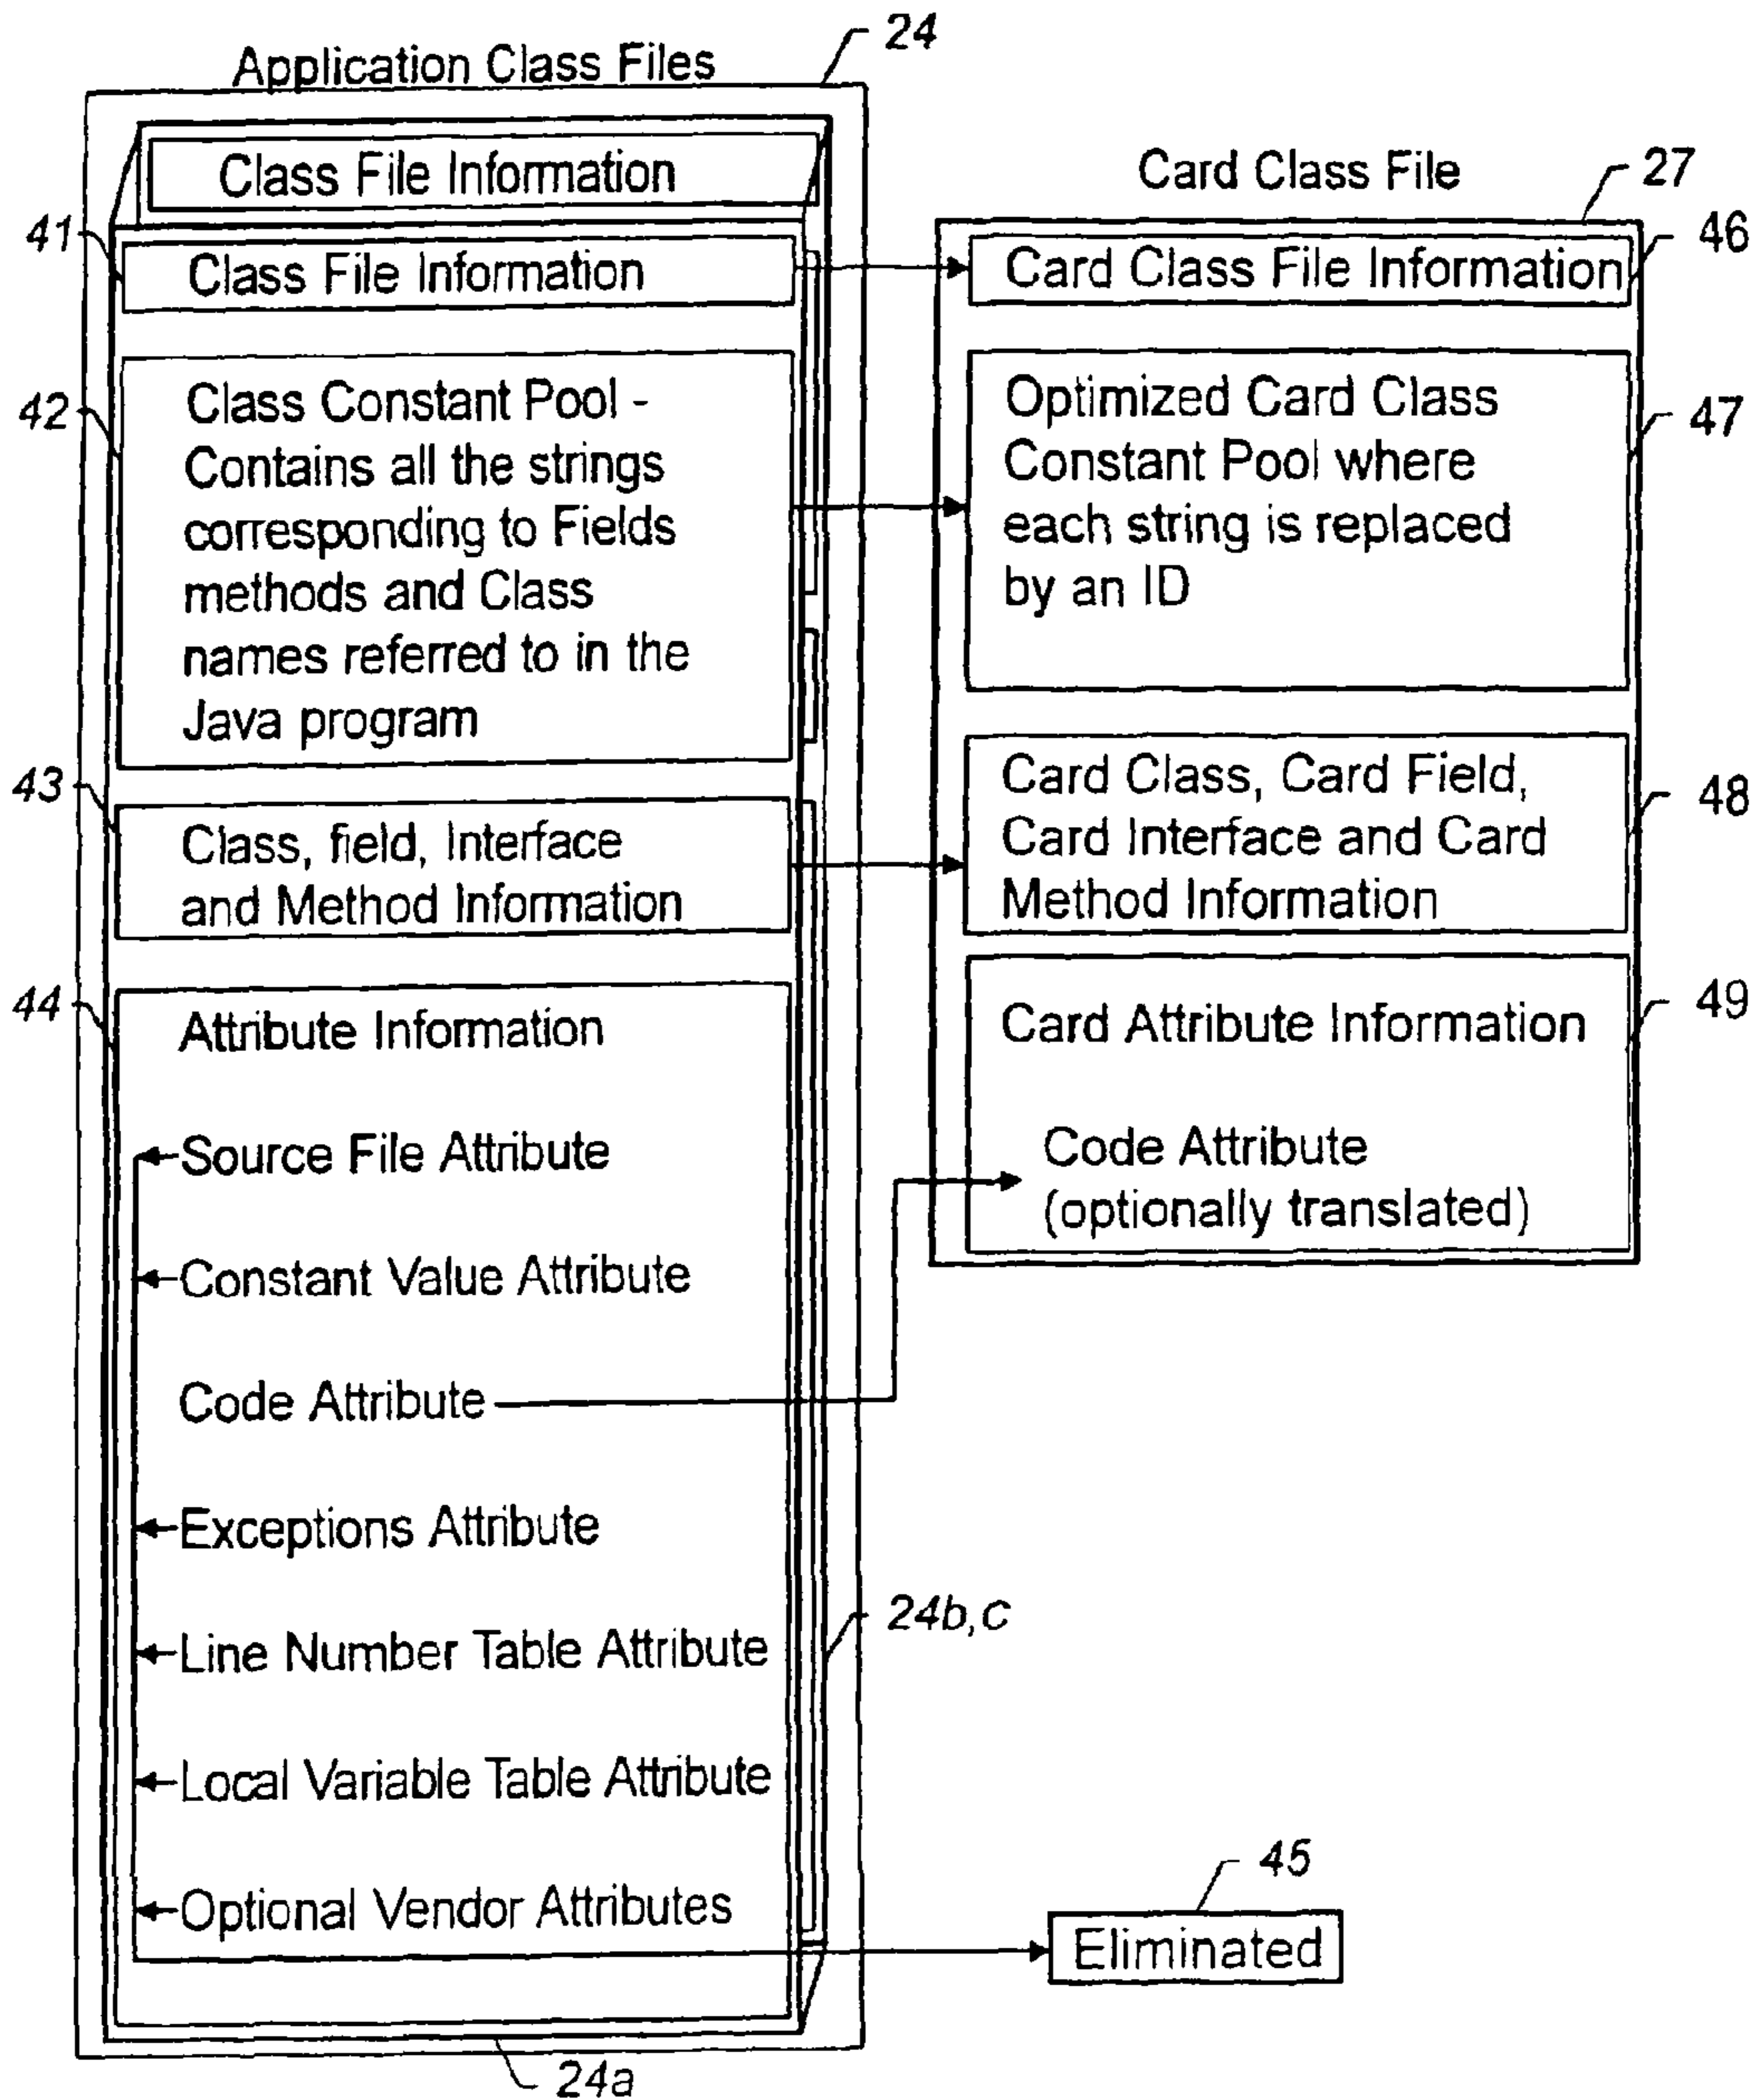 24
Application Class Files
Class File Information
41
Class File Information
42
Class Constant Pool -
Contains all the strings
corresponding to Fields
methods and Class
names referred to in the
Java program
43
Class, field, Interface
and Method Information
44
Attribute Information
Source File Attribute
Constant Value Attribute
Code Attribute
Exceptions Attribute
Line Number Table Attribute
Local Variable Table Attribute
Optional Vendor Attributes
24b,c
24a
Card Class File
27
Card Class File Information
46
Optimized Card Class
Constant Pool where
each string is replaced
by an ID
47
Card Class, Card Field,
Card Interface and Card
Method Information
48
Card Attribute Information
49
Code Attribute
(optionally translated)
45
Eliminated